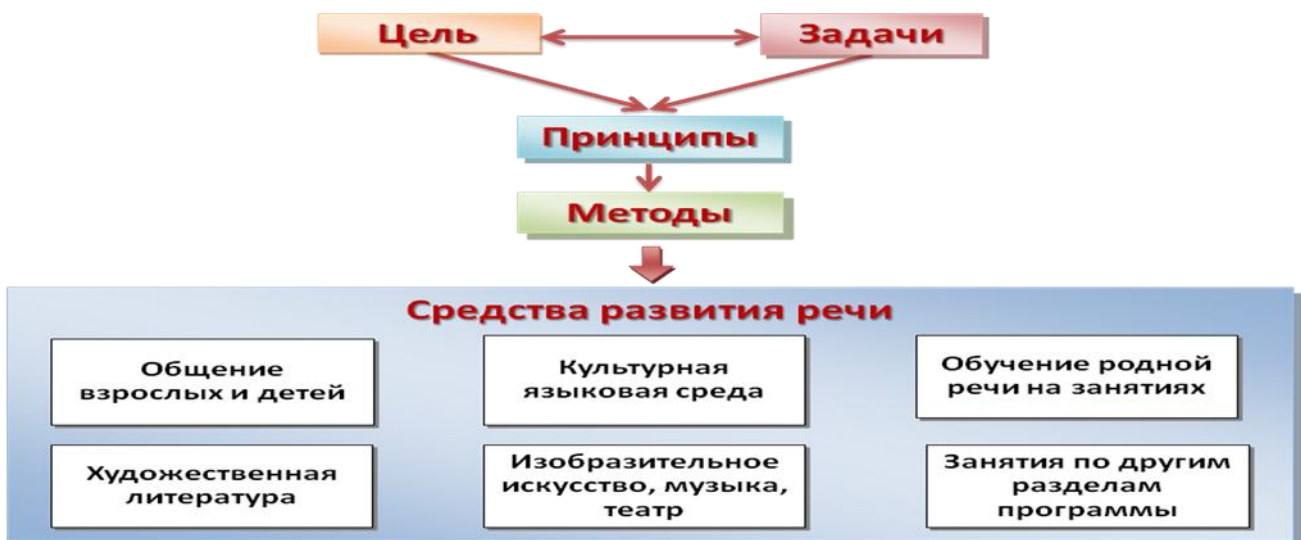 Цель
Задачи
Принципы
Методы
Средства развития речи
Общение
взрослых и детей
Культурная
языковая среда
Обучение родной
речи на занятиях
Художественная
литература
Изобразительное
искусство, музыка,
театр
Занятия по другим
разделам
программы